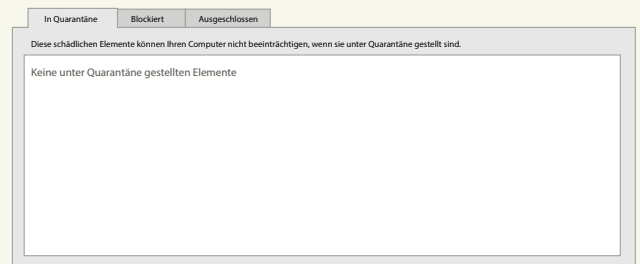 In Quarantäne Blockiert Ausgeschlossen
Diese schädlichen Elemente können Ihren Computer nicht beeinträchtigen, wenn sie unter Quarantäne gestellt sind.
Keine unter Quarantäne gestellten Elemente